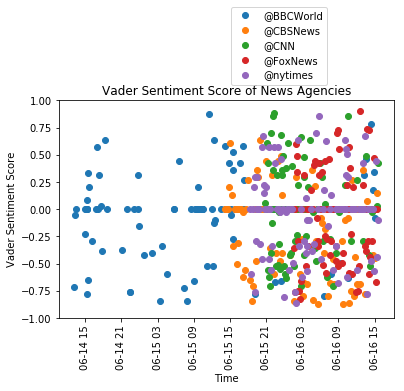 @BBCWorld
@CBSNews
@CNN
@FoxNews
@nytimes
Vader Sentiment Score of News Agencies
1.00
0.75
0.50
0.25
0.00
−0.25
−0.50
−0.75
−1.00
Vader Sentiment Score
06-14 15
06-14 21
06-15 03
06-15 09
06-15 15
06-15 21
06-16 03
06-16 09
06-16 15
Time